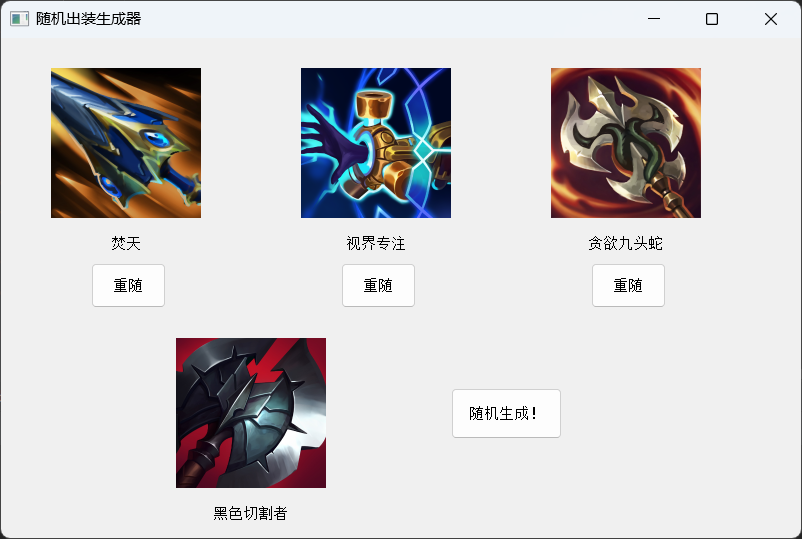 随机出装生成器
焚天
视界专注
贪欲九头蛇
重随
重随
重随
黑色切割者
随机生成！